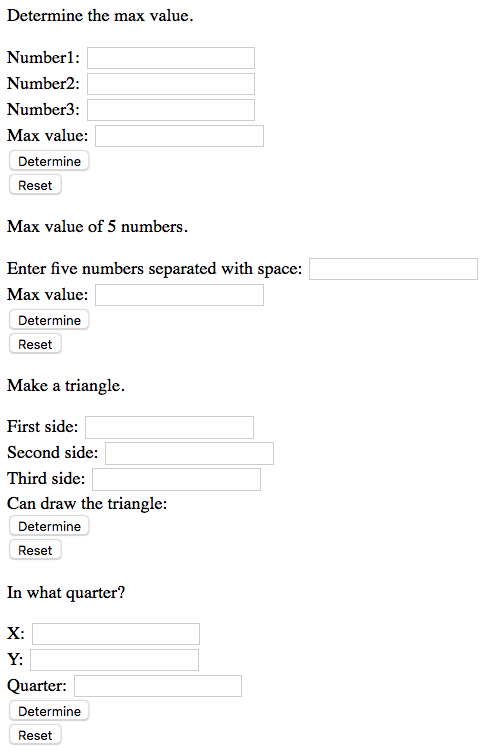 Determine the max value.
Number1:
Number2:
Number3:
Max value:
Determine
Reset
Max value of 5 numbers.
Enter five numbers separated with space:
Max value:
Determine
Reset
Make a triangle.
First side:
Second side:
Third side:
Can draw the triangle:
Determine
Reset
In what quarter?
X:
Y:
Quarter:
Determine
Reset